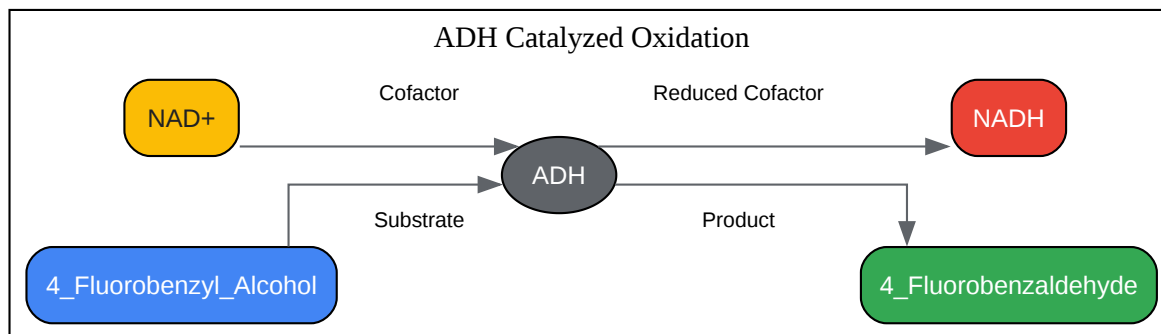 ADH Catalyzed Oxidation
Cofactor
Reduced Cofactor
NAD+
NADH
ADH
Substrate
Product
4_Fluorobenzyl_Alcohol
4_Fluorobenzaldehyde